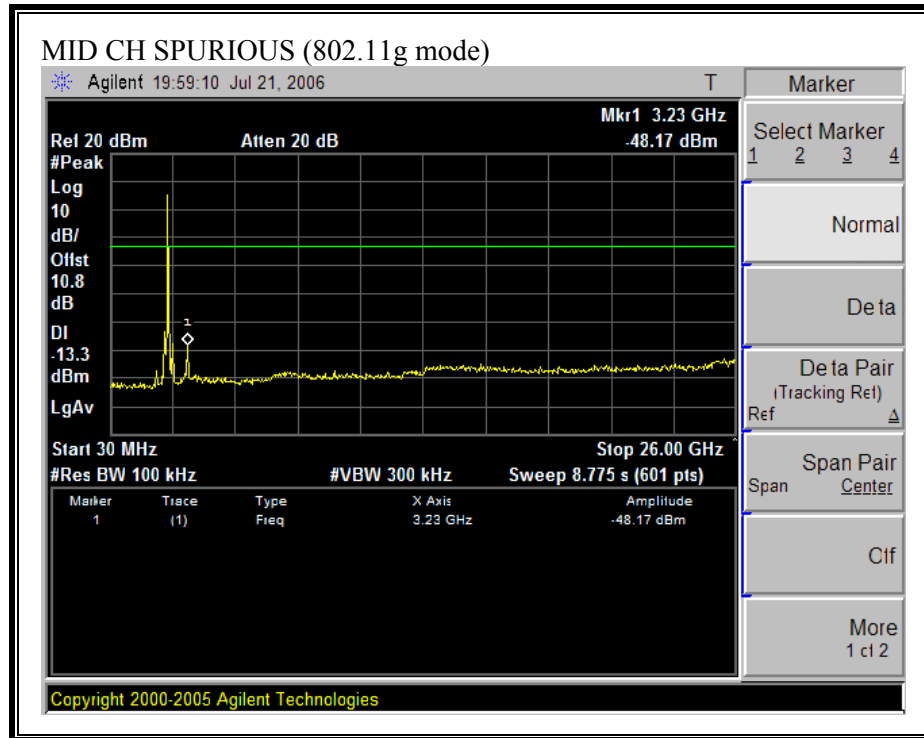 MID CH SPURIOUS (802.11g mode)
Agilent 19:59:10 Jul 21, 2006 T
Mkr1 3.23 GHz
Ref 20 dBm Atten 20 dB -48.17 dBm
#Peak
Log
10
dB/
Offst
10.8
dB
DI
-13.3
dBm
LgAv
1
Start 30 MHz Stop 26.00 GHz
#Res BW 100 kHz #VBW 300 kHz Sweep 8.775 s (601 pts)
Marker Trace Type X Axis Amplitude
1 (1) Freq 3.23 GHz -48.17 dBm
Copyright 2000-2005 Agilent Technologies
Marker
Select Marker
1 2 3 4
Normal
Delta
Delta Pair
(Tracking Ref)
Ref Δ
Span Pair
Span Center
Off
More
1 of 2